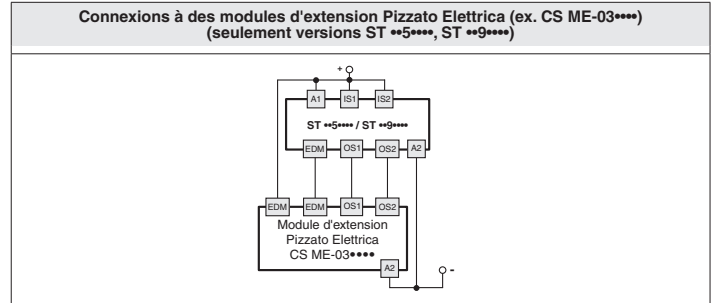 Connexions à des modules d'extension Pizzato Elettrica (ex. CS ME-03••••)
(seulement versions ST ••5••••, ST ••9••••)
+
A1 IS1 IS2
ST ••5•••• / ST ••9••••
EDM OS1 OS2 A2
EDM EDM OS1 OS2
Module d'extension
Pizzato Elettrica
CS ME-03••••
A2 -